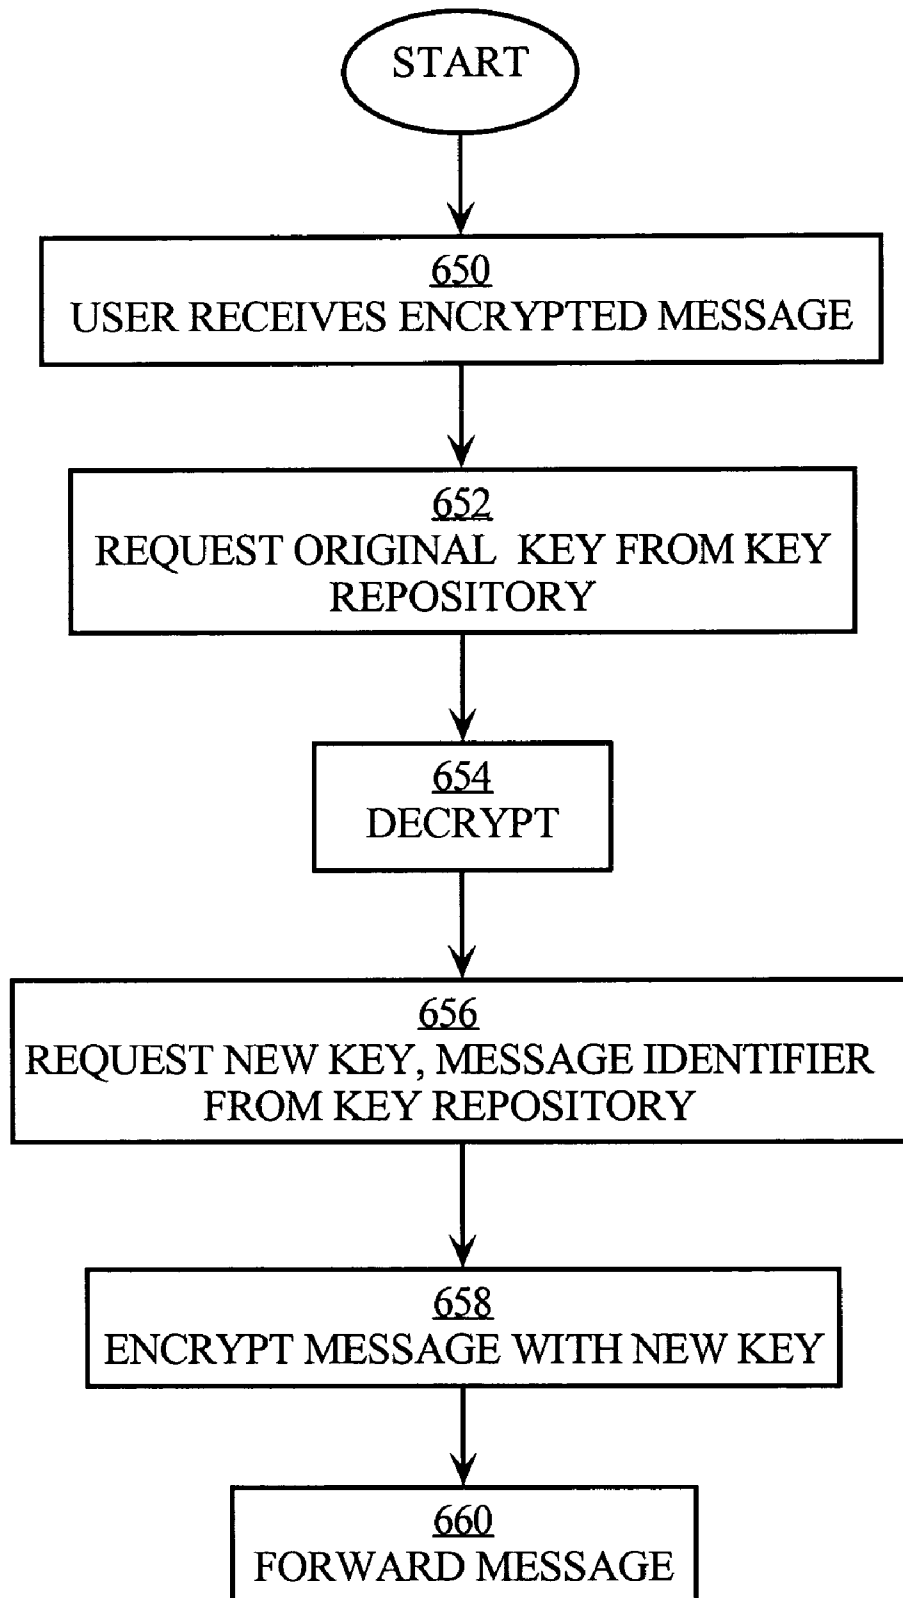 START
650
USER RECEIVES ENCRYPTED MESSAGE
652
REQUEST ORIGINAL KEY FROM KEY
REPOSITORY
654
DECRYPT
656
REQUEST NEW KEY, MESSAGE IDENTIFIER
FROM KEY REPOSITORY
658
ENCRYPT MESSAGE WITH NEW KEY
660
FORWARD MESSAGE